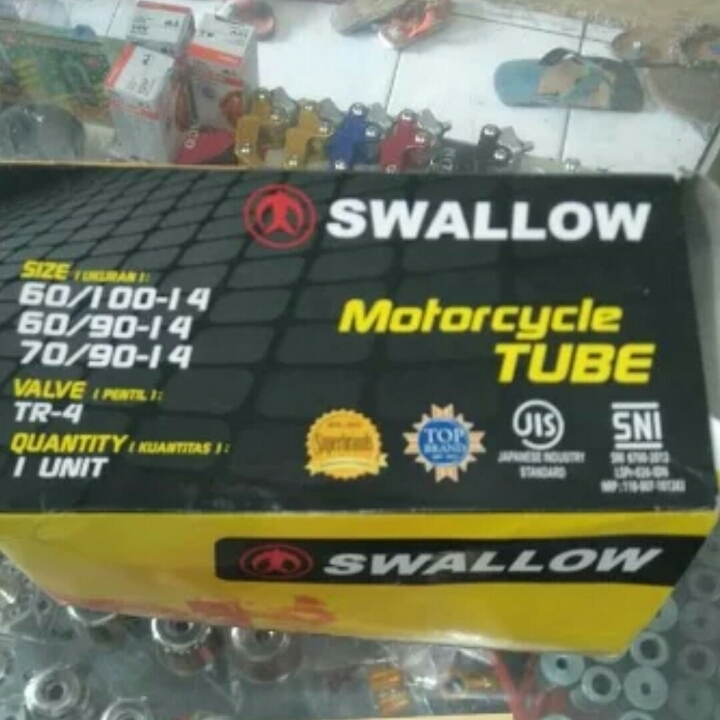 SWALLOW
SIZE (UKURAN):
60/100-14
60/90-14
70/90-14
VALVE (PENTIL):
TR-4
QUANTITY (KUANTITAS):
1 UNIT
Motorcycle
TUBE
Superbrands
TOP
BRAND
JIS
JAPANESE INDUSTRY
STANDARD
SNI
SWALLOW